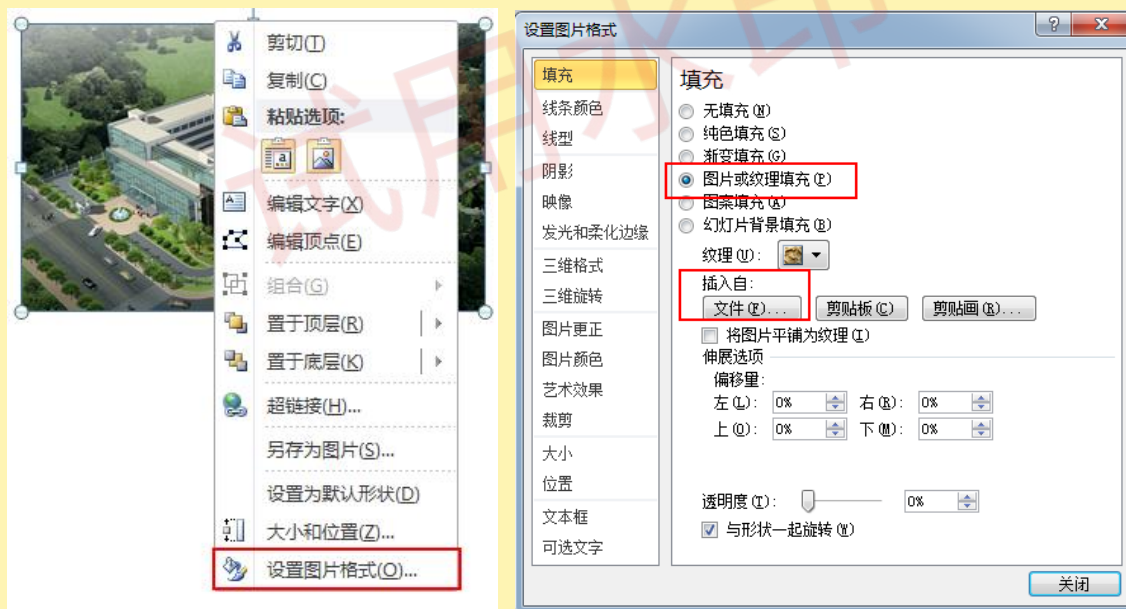 剪切(T)
复制(C)
粘贴选项:
a
编辑文字(X)
编辑顶点(E)
组合(G)
置于顶层(R)
置于底层(K)
超链接(H)...
另存为图片(S)...
设置为默认形状(D)
大小和位置(Z)...
设置图片格式(O)...
设置图片格式
填充
线条颜色
线型
阴影
映像
发光和柔化边缘
三维格式
三维旋转
图片更正
图片颜色
艺术效果
裁剪
大小
位置
文本框
可选文字
填充
无填充(N)
纯色填充(S)
渐变填充(G)
图片或纹理填充(P)
图案填充(A)
幻灯片背景填充(B)
纹理(U):
插入自:
文件(F)... 剪贴板(C) 剪贴画(R)...
将图片平铺为纹理(I)
伸展选项
偏移量:
左(L): 0% 右(R): 0%
上(O): 0% 下(M): 0%
透明度(T): 0%
与形状一起旋转(W)
关闭
试用水印